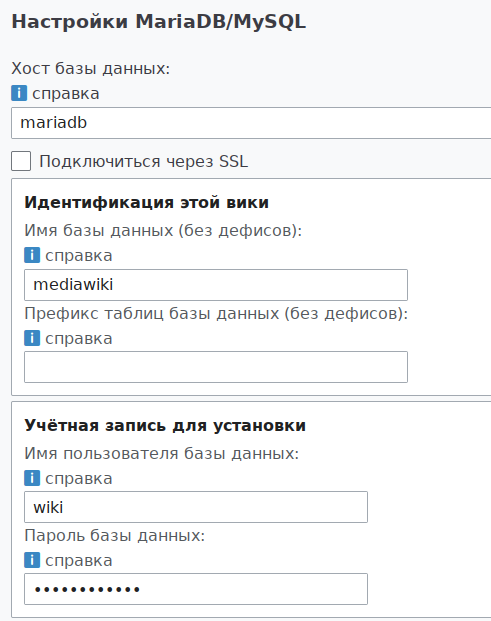 Настройки MariaDB/MySQL
Хост базы данных:
i справка
mariadb
Подключиться через SSL
Идентификация этой вики
Имя базы данных (без дефисов):
i справка
mediawiki
Префикс таблиц базы данных (без дефисов):
i справка
Учётная запись для установки
Имя пользователя базы данных:
i справка
wiki
Пароль базы данных:
i справка
••••••••••••